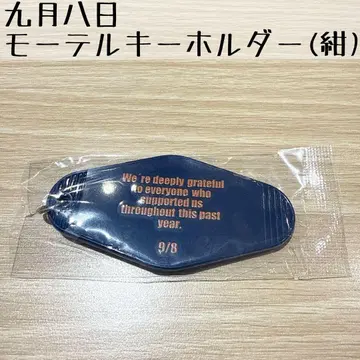 九月八日
モーテルキーホルダー(紺)
We're deeply grateful
to everyone who
supported us
throughout this past
year.
9/8